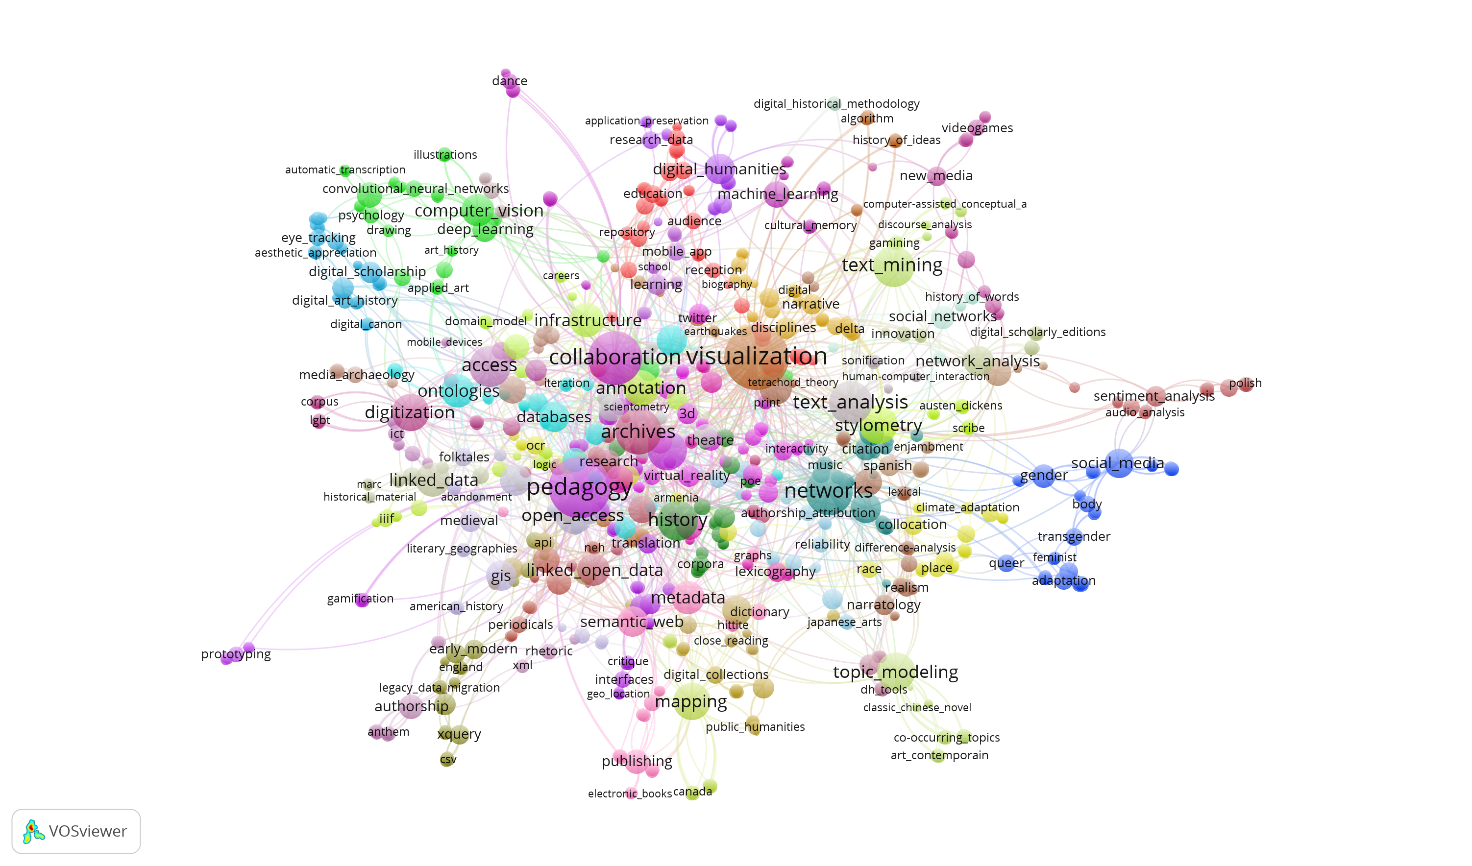 dance
digital_historical_methodology
algorithm
application_preservation
videogames
research_data
history_of_ideas
illustrations
automatic_transcription
digital_humanities
new_media
convolutional_neural_networks
education
machine_learning
computer-assisted_conceptual_a
psychology
computer_vision
audience
cultural_memory
discourse_analysis
drawing
deep_learning
repository
eye_tracking
gamining
aesthetic_appreciation
art_history
mobile_app
text_mining
digital_scholarship
careers
school
reception
applied_art
learning
biography
digital
digital_art_history
narrative
history_of_words
digital_canon
domain_model
infrastructure
twitter
disciplines
delta
social_networks
earthquakes
innovation
digital_scholarly_editions
mobile_devices
collaboration
visualization
sonification
network_analysis
access
media_archaeology
iteration
tetrachord_theory
human-computer_interaction
polish
ontologies
annotation
sentiment_analysis
corpus
scientometry
print
text_analysis
austen_dickens
audio_analysis
digitization
databases
3d
lgbt
stylometry
scribe
ict
archives
theatre
ocr
interactivity
citation
enjambment
folktales
logic
research
music
spanish
social_media
marc
linked_data
virtual_reality
poe
gender
historical_material
abandonment
pedagogy
armenia
networks
lexical
body
iiif
medieval
open_access
history
authorship_attribution
climate_adaptation
collocation
transgender
literary_geographies
api
neh
translation
reliability
difference-analysis
graphs
feminist
gis
linked_open_data
corpora
lexicography
race
place
queer
adaptation
gamification
american_history
metadata
realism
narratology
periodicals
semantic_web
dictionary
hittite
japanese_arts
prototyping
early_modern
rhetoric
close_reading
england
xml
critique
interfaces
digital_collections
topic_modeling
legacy_data_migration
geo_location
dh_tools
authorship
mapping
classic_chinese_novel
anthem
xquery
public_humanities
co-occurring_topics
csv
publishing
art_contemporain
electronic_books
canada
VOSviewer